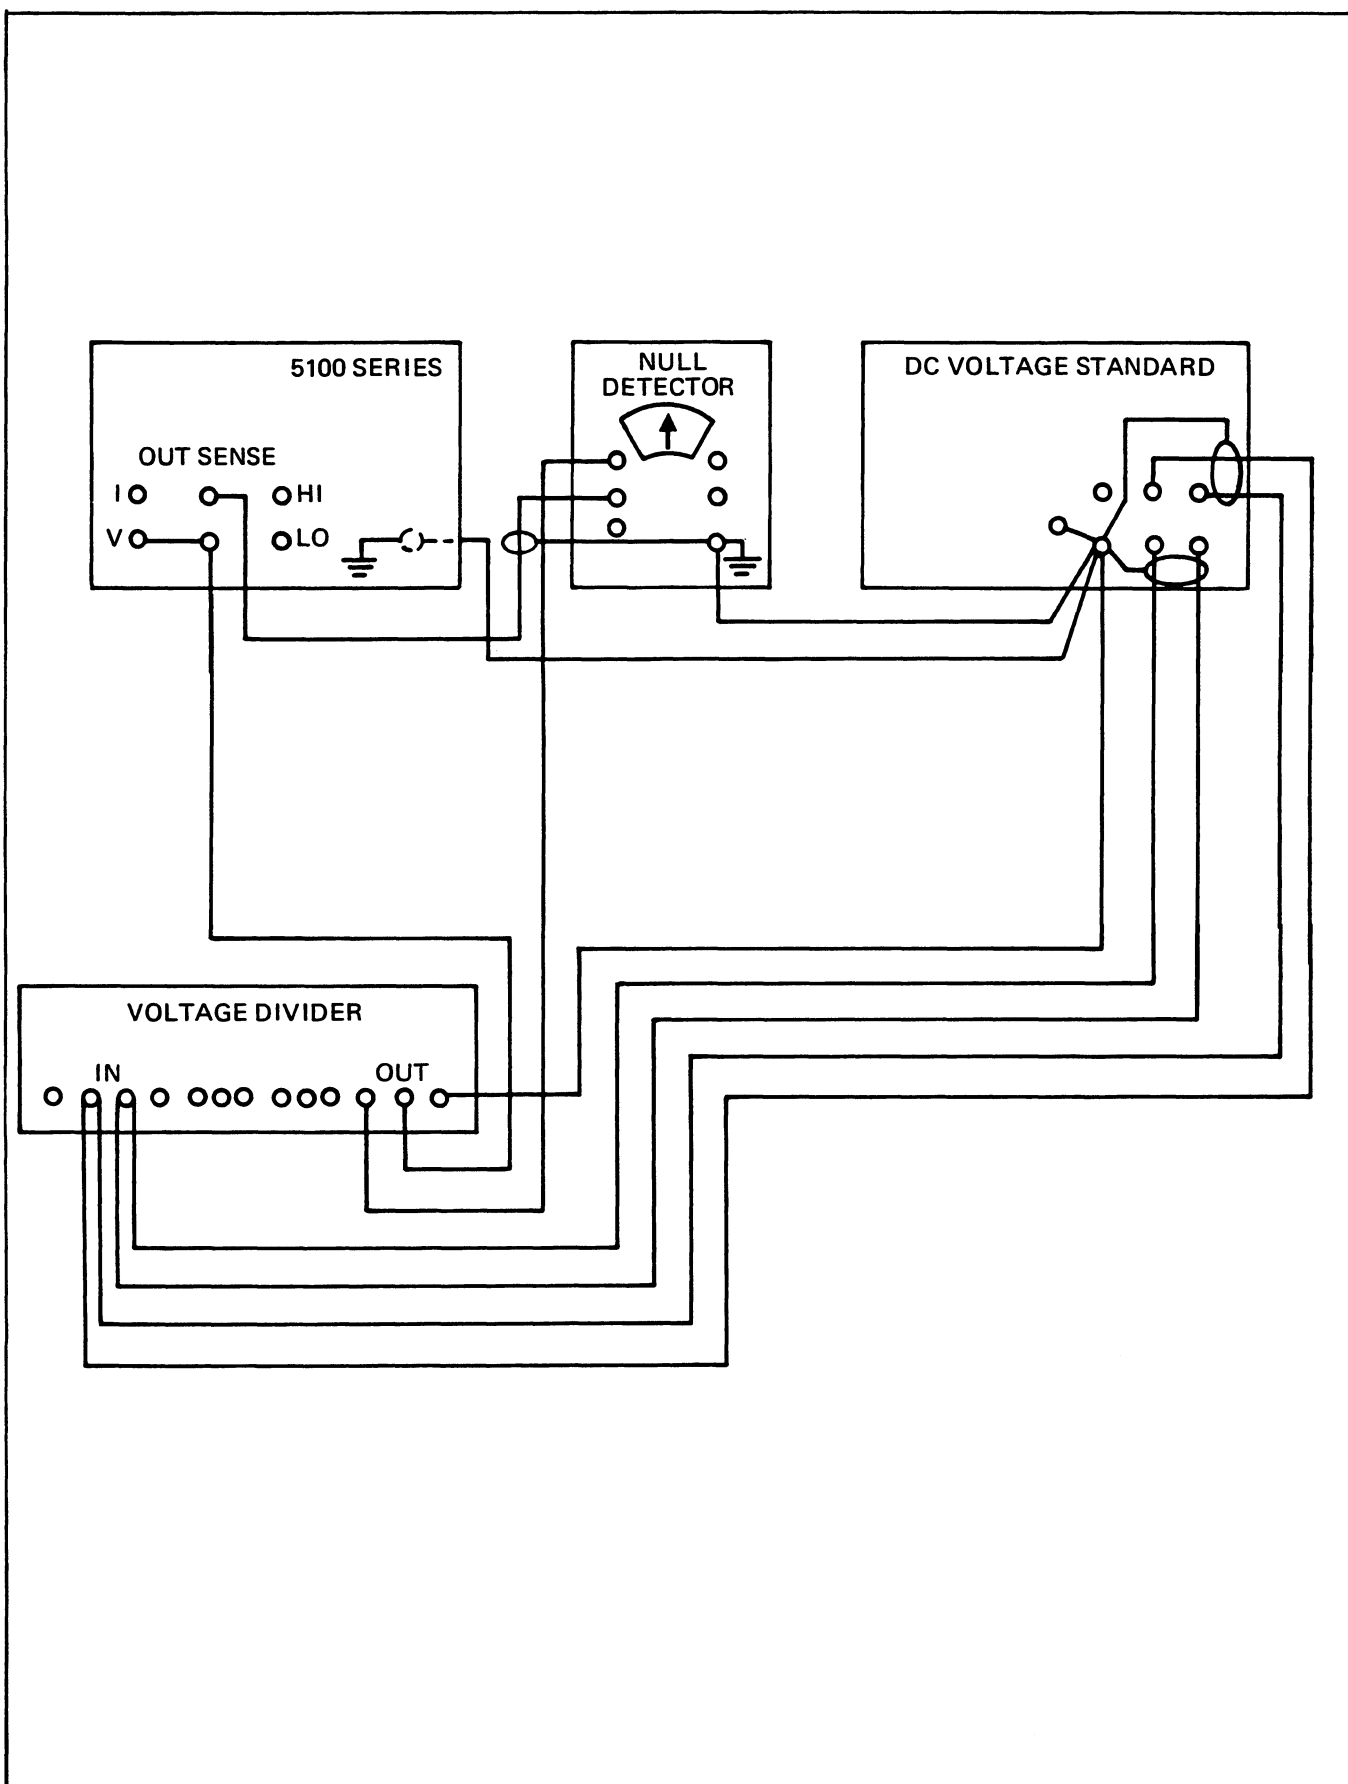 5100 SERIES
OUT SENSE
I
HI
V
LO
NULL
DETECTOR
DC VOLTAGE STANDARD
VOLTAGE DIVIDER
IN
OUT